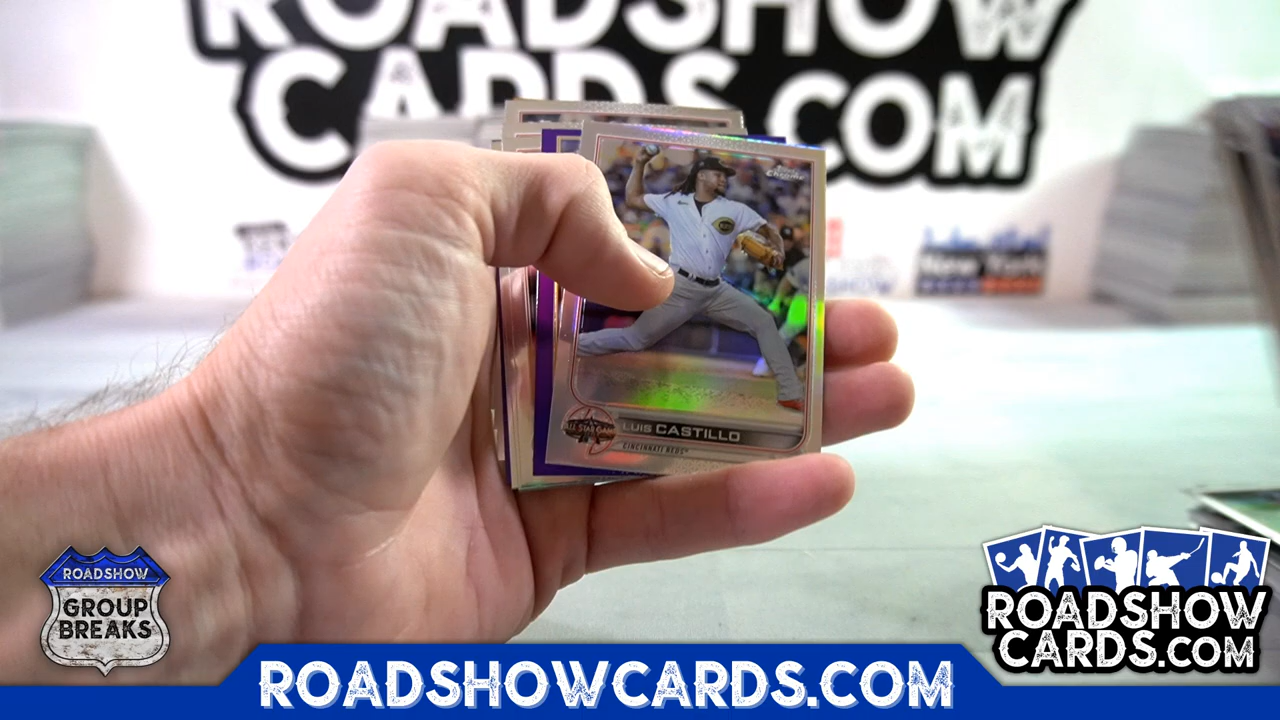 ROADSHOW
CARDS.COM
Chrome
New York
SHOW
ALL STAR GAME
LUIS CASTILLO
CINCINNATI REDS
ROADSHOW
GROUP
BREAKS
ROADSHOW
CARDS.COM
ROADSHOWCARDS.COM